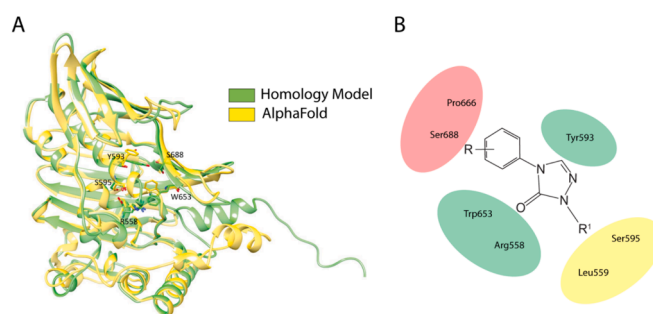 A
B
Homology Model
AlphaFold
Y593
S688
S595
W653
R558
Pro666
Ser688
Tyr593
R
N
N
N
O
R¹
Trp653
Arg558
Ser595
Leu559